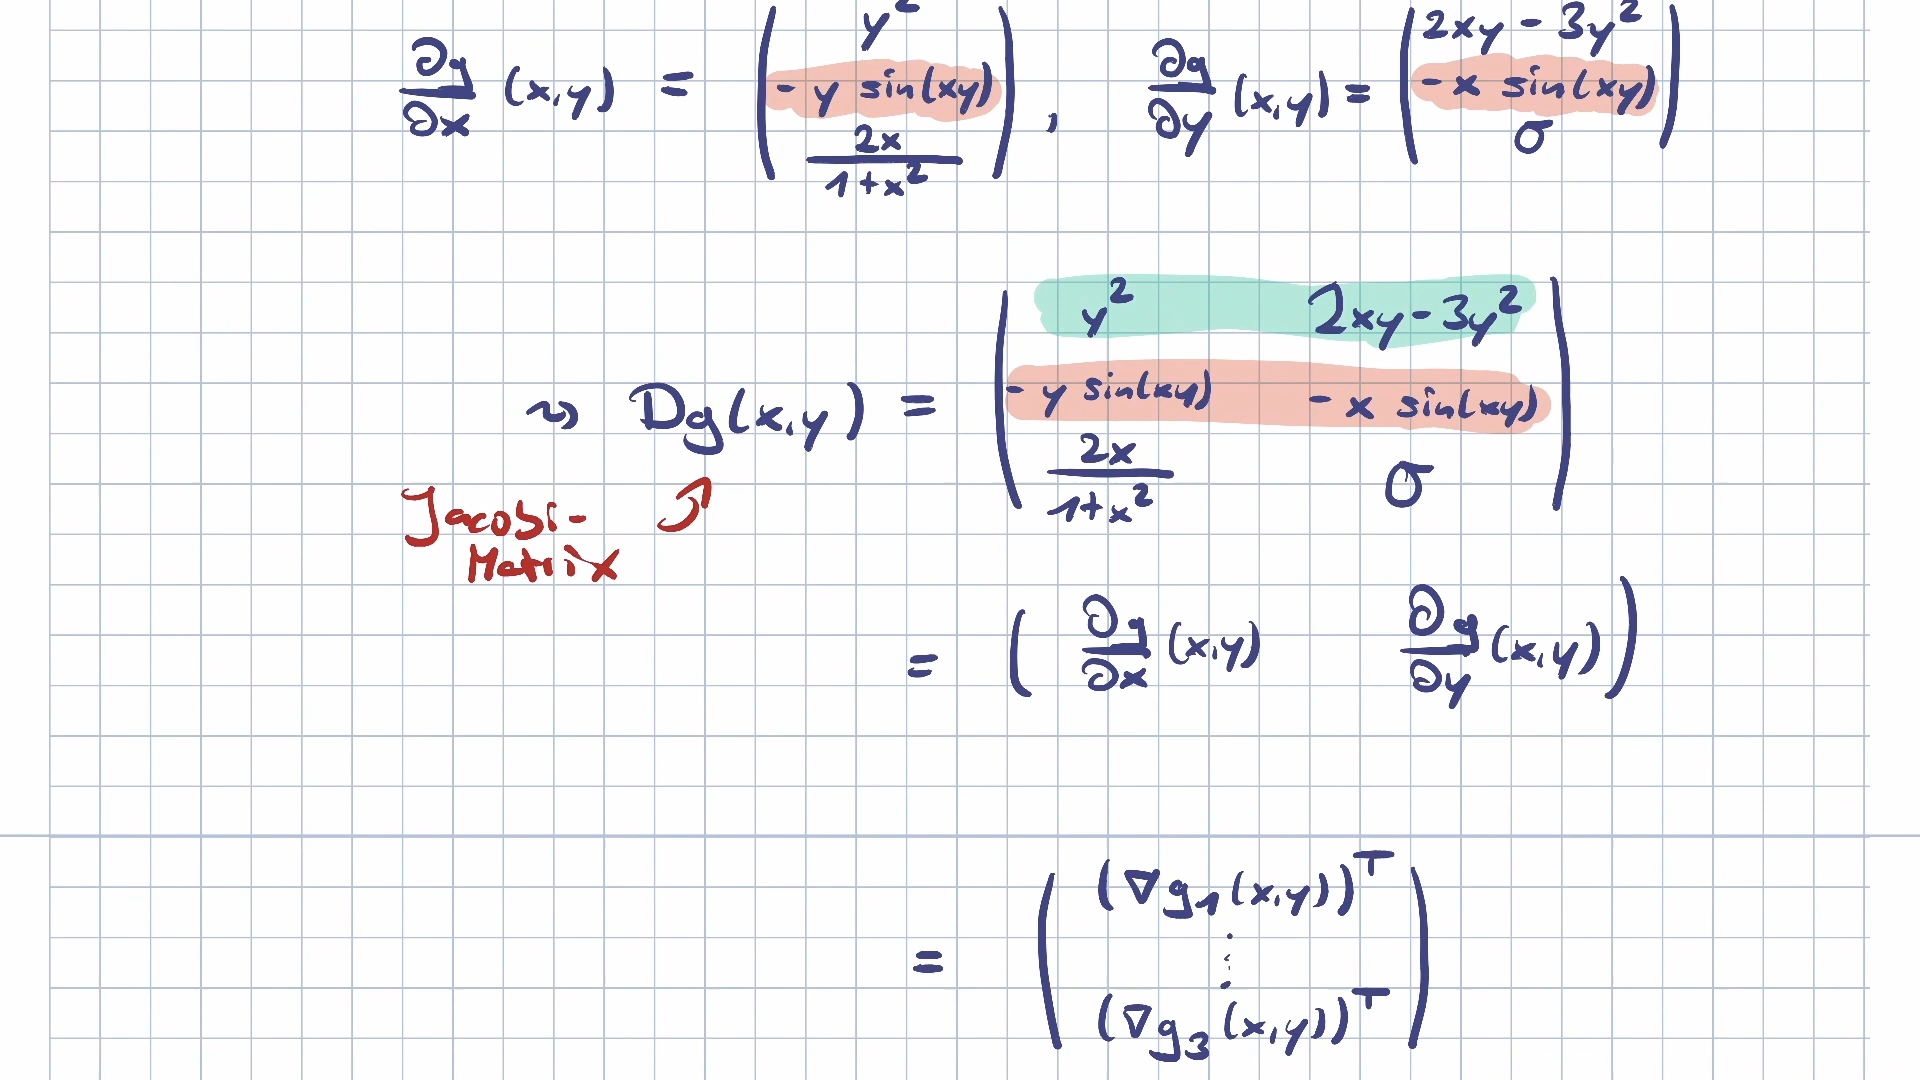 ∂g/∂x (x,y) = ( y² ; - y sin(xy) ; 2x/(1+x²) ) , ∂g/∂y (x,y) = ( 2xy - 3y² ; - x sin(xy) ; 0 )
⇝ Dg(x,y) = ( y² 2xy - 3y² ; - y sin(xy) - x sin(xy) ; 2x/(1+x²) 0 )
Jacobi-
Matrix
= ( ∂g/∂x (x,y) ∂g/∂y (x,y) )
= ( (∇g₁(x,y))ᵀ ; ⋮ ; (∇g₃(x,y))ᵀ )